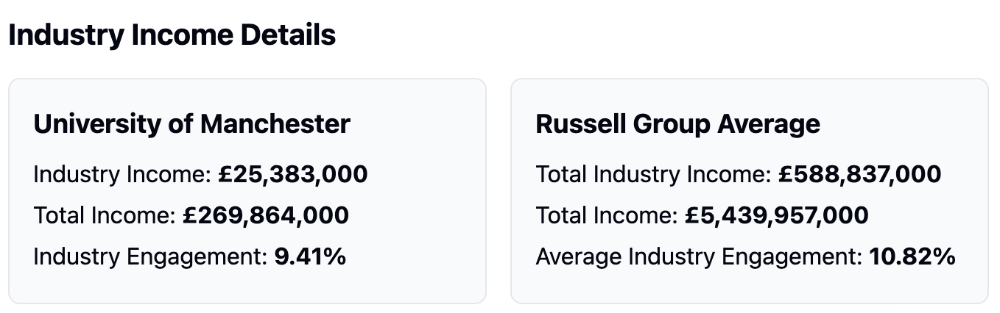 Industry Income Details
University of Manchester
Industry Income: £25,383,000
Total Income: £269,864,000
Industry Engagement: 9.41%
Russell Group Average
Total Industry Income: £588,837,000
Total Income: £5,439,957,000
Average Industry Engagement: 10.82%